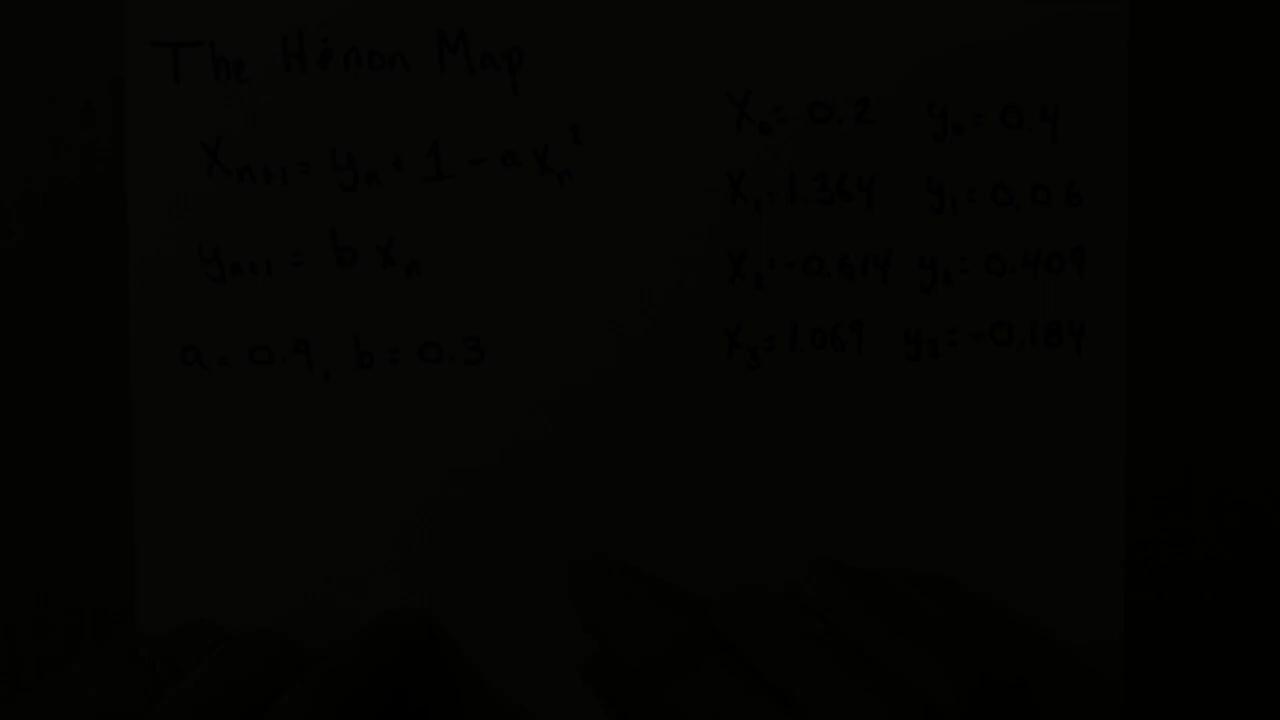 The Hénon Map
xₙ₊₁ = yₙ + 1 - a xₙ²
yₙ₊₁ = b xₙ
a = 0.9, b = 0.3
x₀ = 0.2 y₀ = 0.4
x₁ = 1.364 y₁ = 0.06
x₂ = -0.614 y₂ = 0.409
x₃ = 1.069 y₃ = -0.184